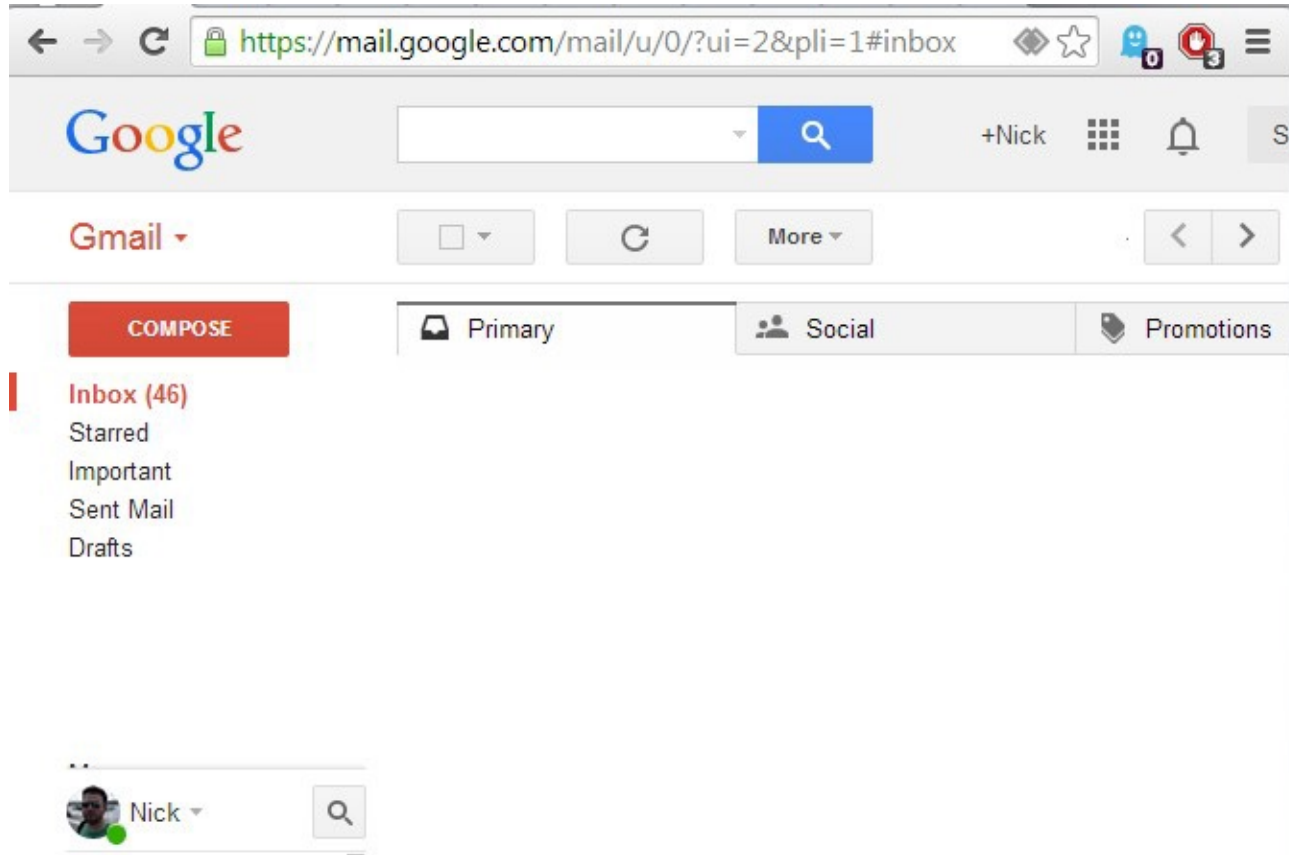 https://mail.google.com/mail/u/0/?ui=2&pli=1#inbox 0 3
Google +Nick S
Gmail More
COMPOSE Primary Social Promotions
Inbox (46)
Starred
Important
Sent Mail
Drafts
Nick